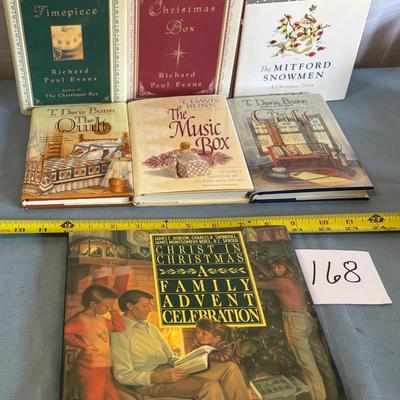 Timepiece
Richard
Paul Evans
Author of
The Christmas Box
Christmas
Box
Richard
Paul Evans
The MITFORD
SNOWMEN
A Christmas Story
T. Davis Bunn
The
Quilt
T. DAVIS
BUNN
The
Music
Box
T. Davis Bunn
The
JAMES C. DOBSON, CHARLES R. SWINDOLL,
JAMES MONTGOMERY BOICE, R.C. SPROUL
CHRIST IN
CHRISTMAS
A
FAMILY
ADVENT
CELEBRATION
168